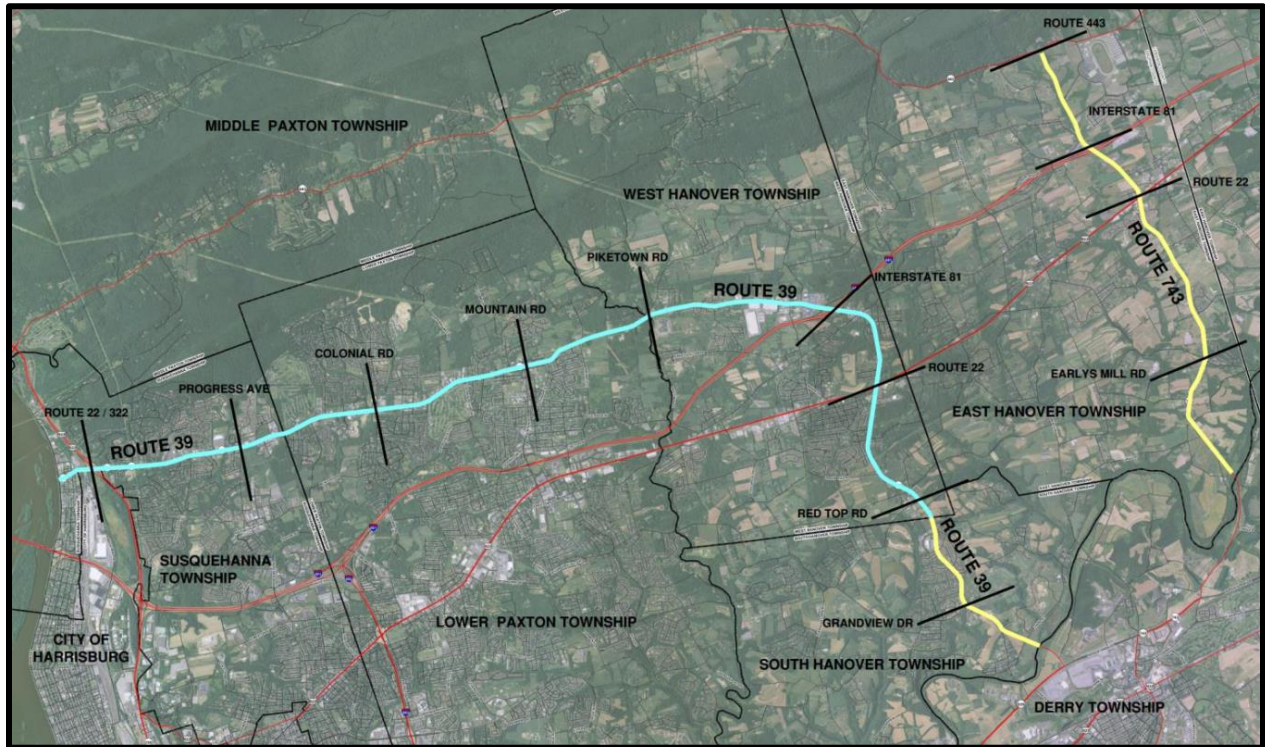 ROUTE 443
INTERSTATE 81
MIDDLE PAXTON TOWNSHIP
WEST HANOVER TOWNSHIP
ROUTE 22
ROUTE 743
PIKETOWN RD
ROUTE 39
INTERSTATE 81
MOUNTAIN RD
COLONIAL RD
PROGRESS AVE
ROUTE 22
EARLYS MILL RD
ROUTE 22 / 322
EAST HANOVER TOWNSHIP
ROUTE 39
RED TOP RD
SUSQUEHANNA
TOWNSHIP
ROUTE 39
LOWER PAXTON TOWNSHIP
GRANDVIEW DR
CITY OF
HARRISBURG
SOUTH HANOVER TOWNSHIP
DERRY TOWNSHIP